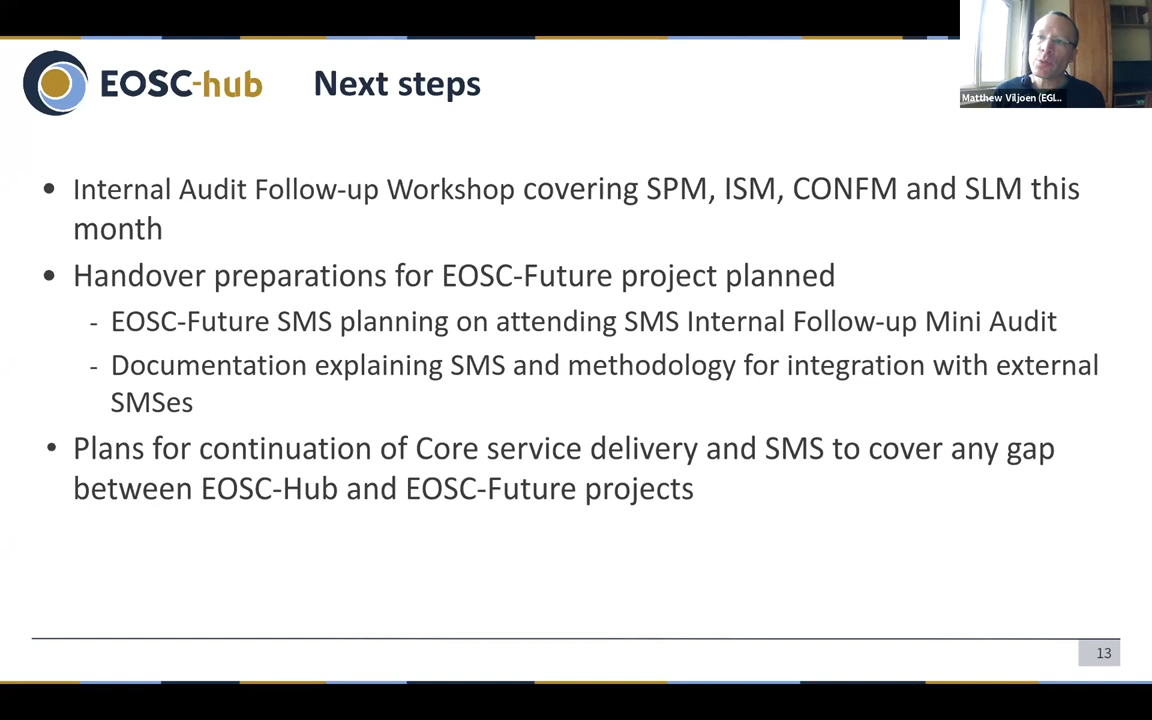 EOSC-hub
Next steps
Matthew Viljoen (EGI...
• Internal Audit Follow-up Workshop covering SPM, ISM, CONFM and SLM this
month
• Handover preparations for EOSC-Future project planned
- EOSC-Future SMS planning on attending SMS Internal Follow-up Mini Audit
- Documentation explaining SMS and methodology for integration with external
SMSes
• Plans for continuation of Core service delivery and SMS to cover any gap
between EOSC-Hub and EOSC-Future projects
13